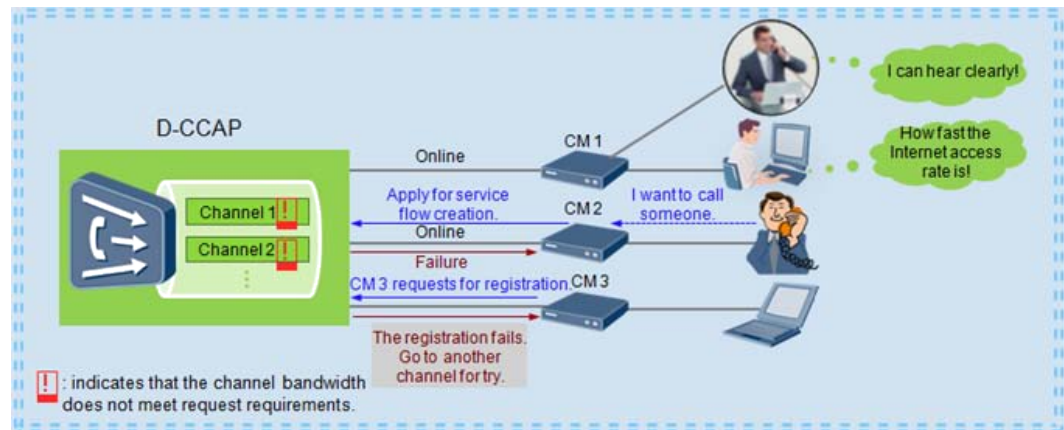 I can hear clearly!
D-CCAP
CM 1
How fast the
Internet access
rate is!
Online
Channel 1
Apply for service
flow creation.
CM 2
I want to call
someone.
Channel 2
Online
Failure
CM 3 requests for registration.
CM 3
The registration fails.
Go to another
channel for try.
: indicates that the channel bandwidth
does not meet request requirements.